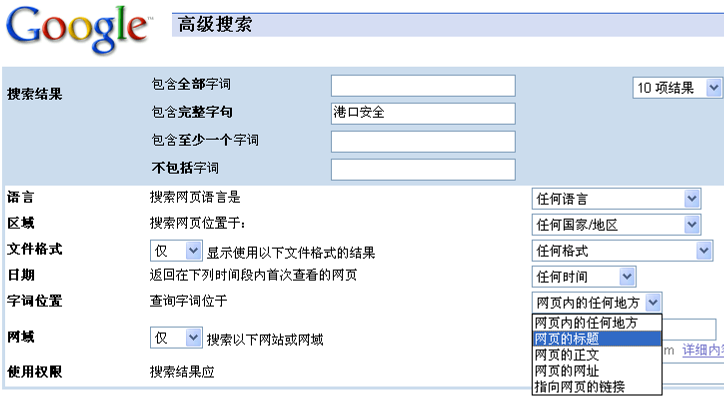 Google™ 高级搜索
搜索结果 包含全部字词 10 项结果
包含完整字句 港口安全
包含至少一个字词
不包括字词
语言 搜索网页语言是 任何语言
区域 搜索网页位置于: 任何国家/地区
文件格式 仅 显示使用以下文件格式的结果 任何格式
日期 返回在下列时间段内首次查看的网页 任何时间
字词位置 查询字词位于 网页内的任何地方
网页内的任何地方
网域 仅 搜索以下网站或网域 网页的标题
网页的正文 m 详细内
网页的网址
使用权限 搜索结果应 指向网页的链接